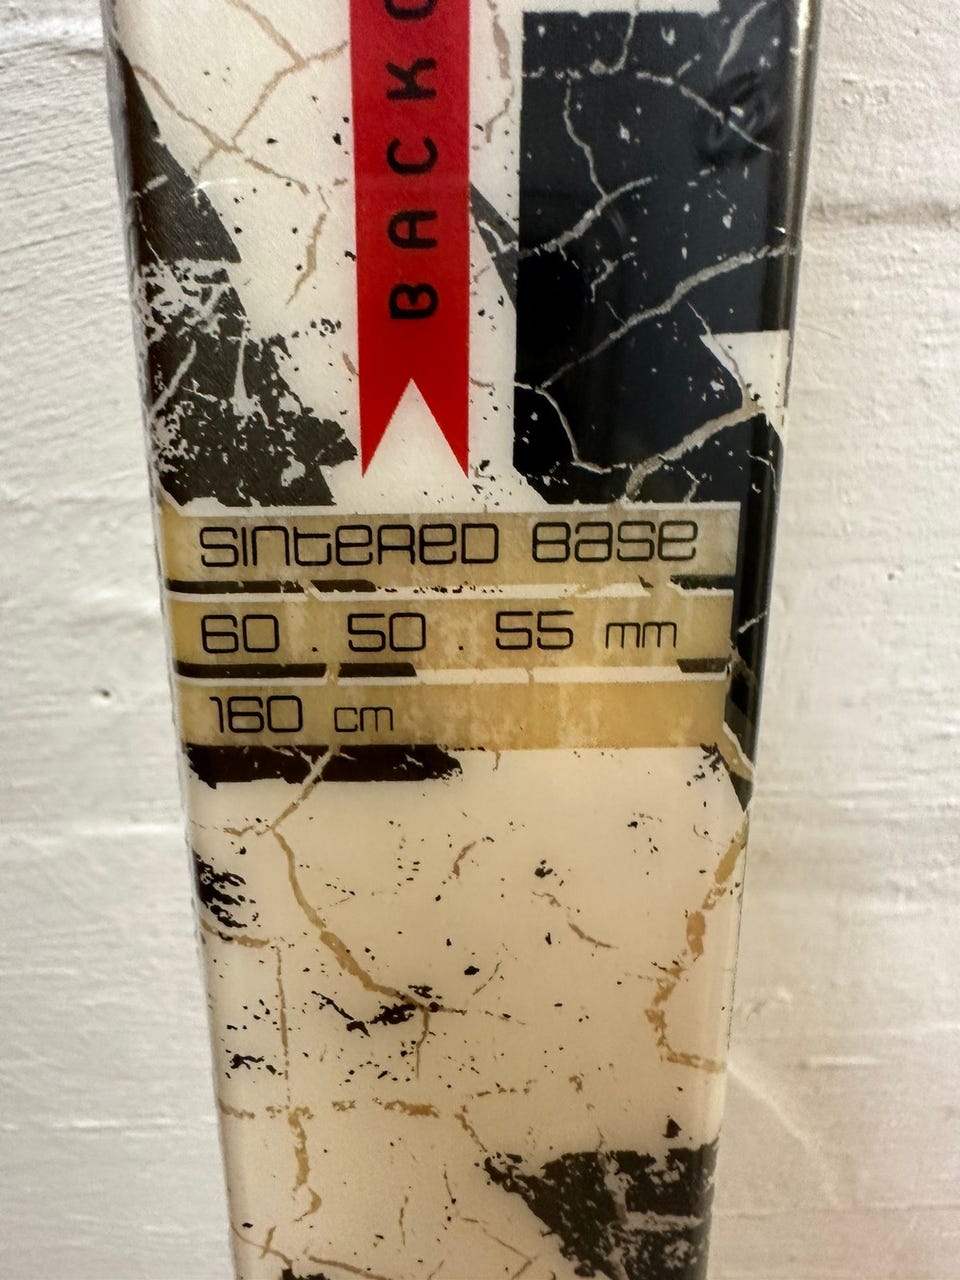 BACKC
SINTERED BASE
60 . 50 . 55 mm
160 cm